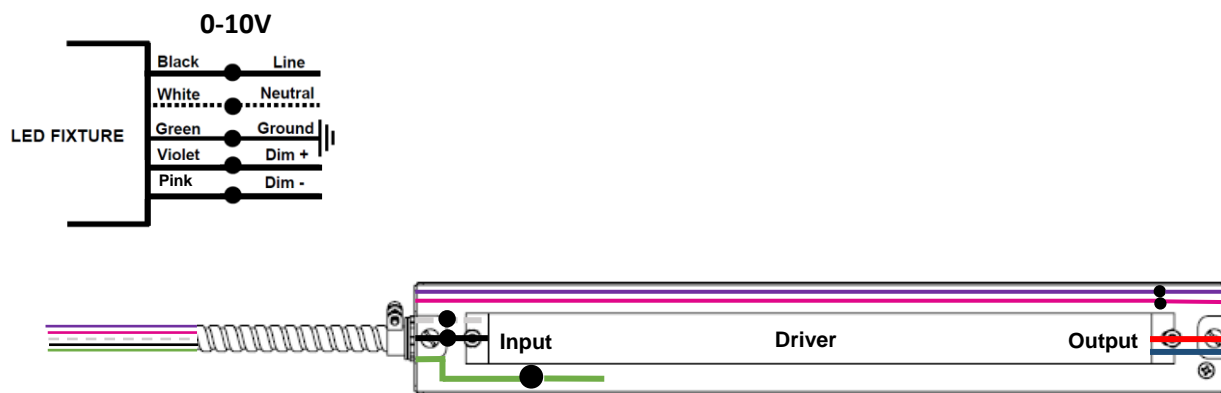 0-10V
Black Line
White Neutral
LED FIXTURE
Green Ground
Violet Dim +
Pink Dim -
Input Driver Output